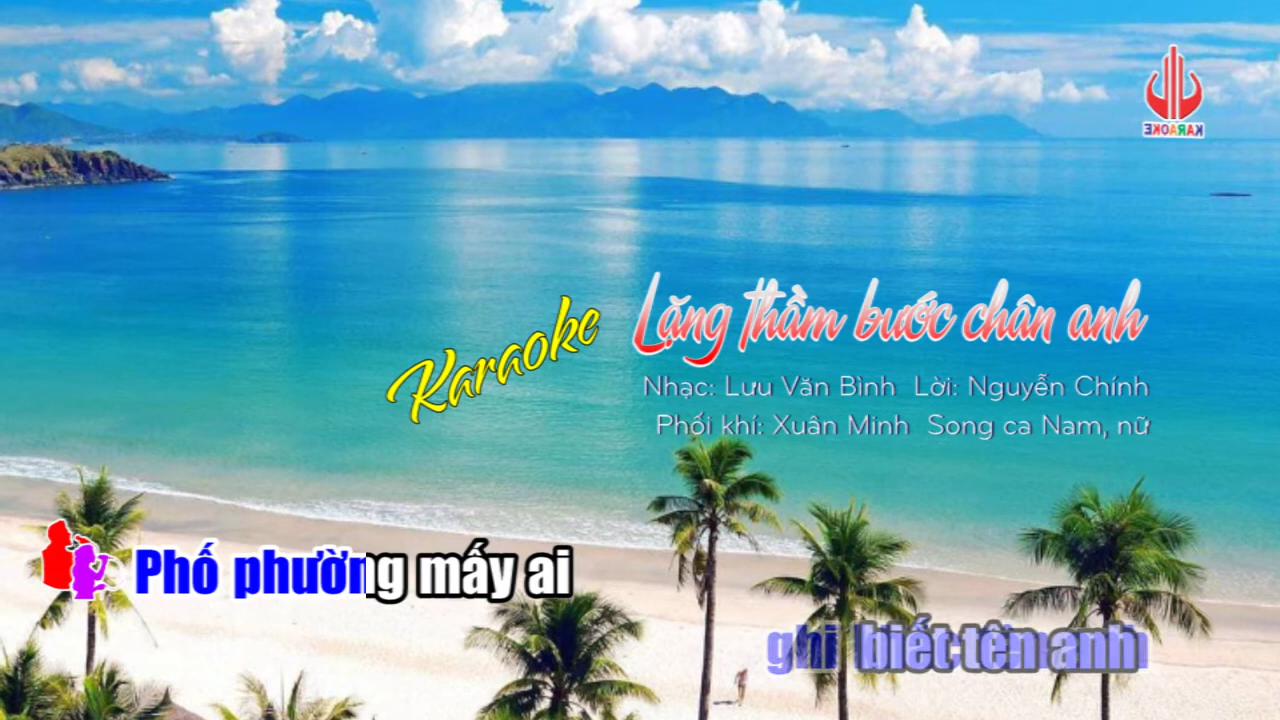 KARAOKE
Karaoke
Lặng thầm bước chân anh
Nhạc: Lưu Văn Bình Lời: Nguyễn Chính
Phối khí: Xuân Minh Song ca Nam, nữ
Phố phường mấy ai
ghi biết tên anh